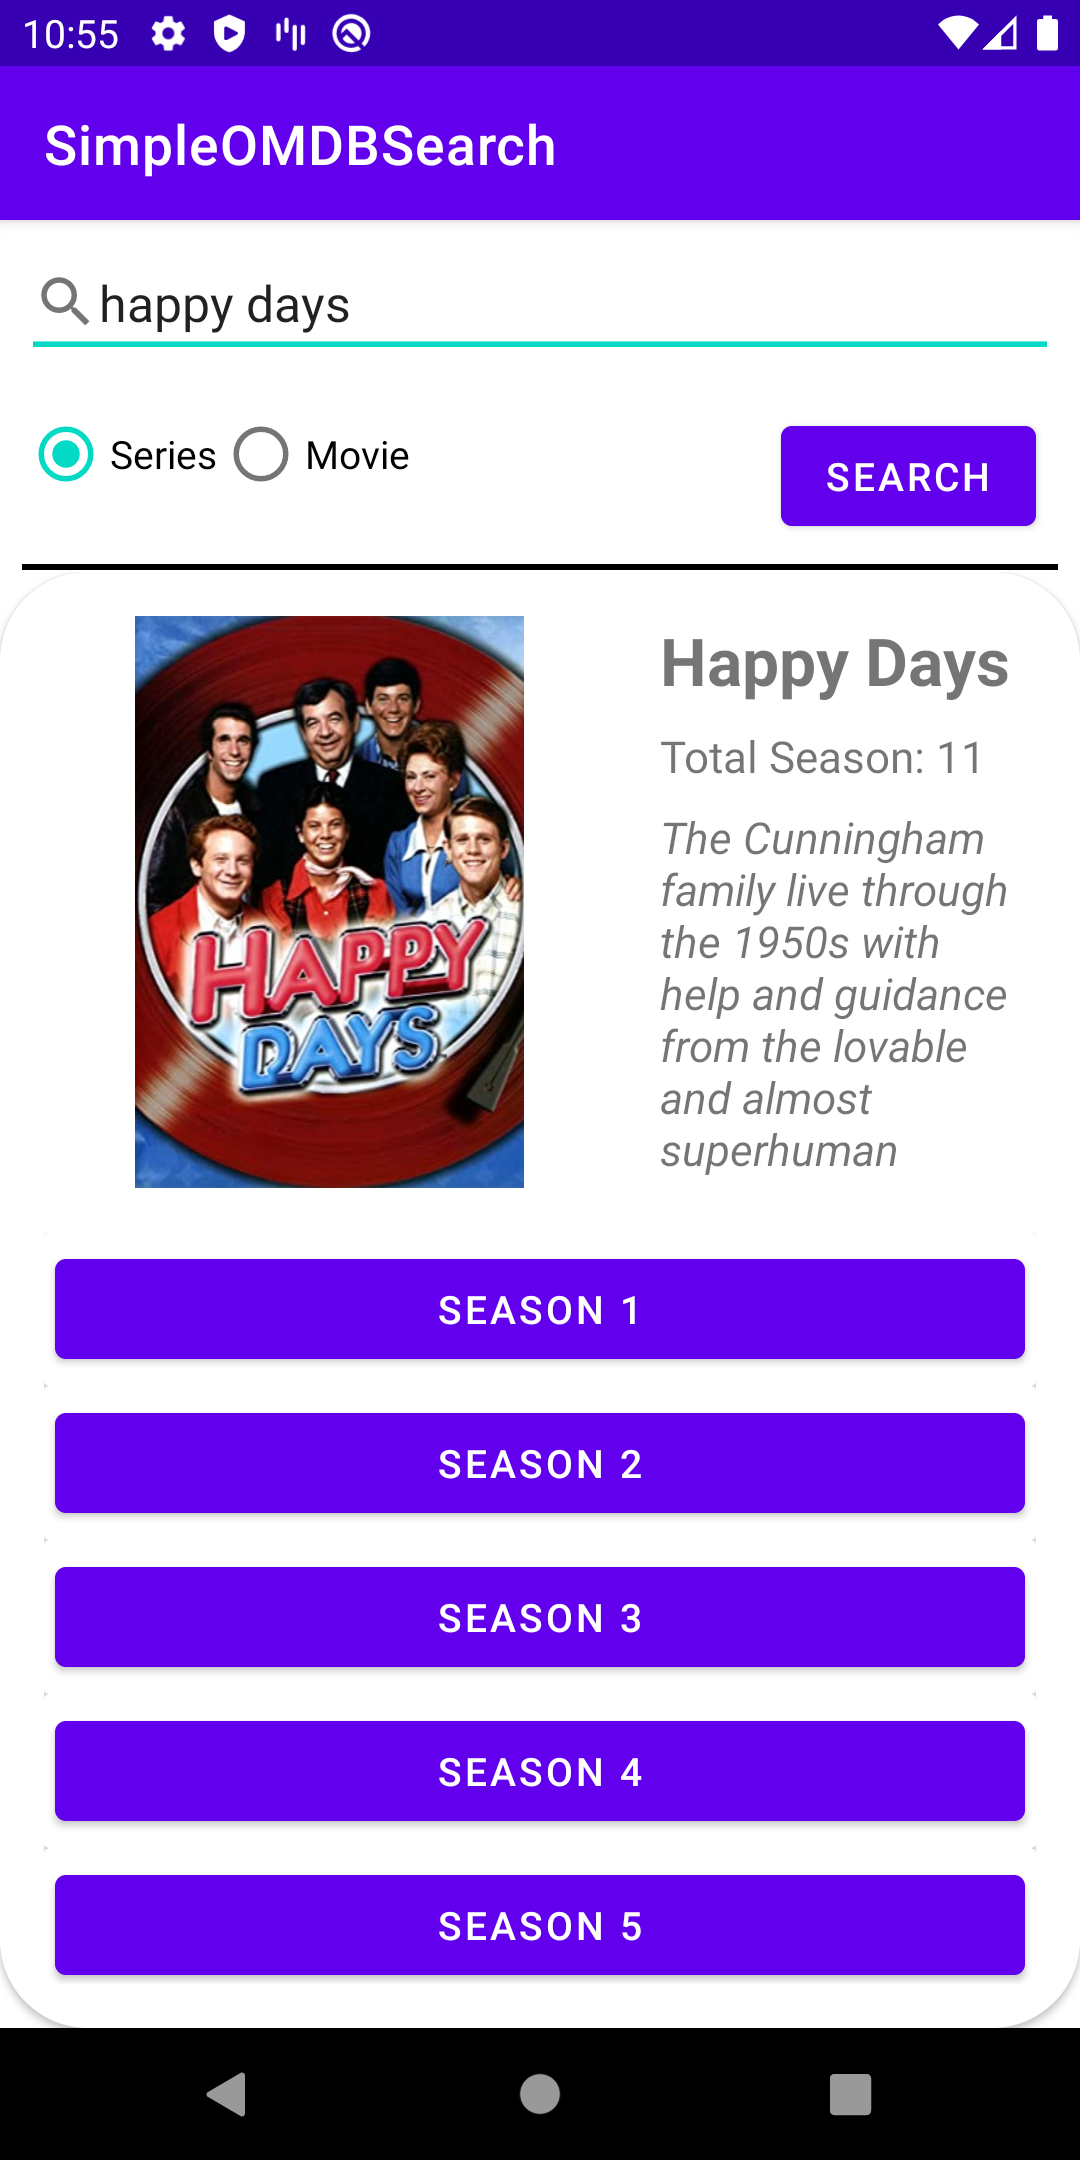 10:55
SimpleOMDBSearch
happy days
Series Movie
SEARCH
HAPPY
DAYS
Happy Days
Total Season: 11
The Cunningham
family live through
the 1950s with
help and guidance
from the lovable
and almost
superhuman
SEASON 1
SEASON 2
SEASON 3
SEASON 4
SEASON 5